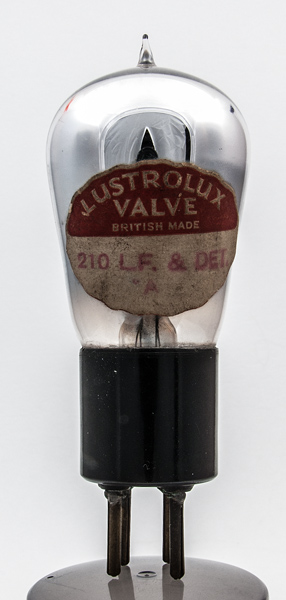 LUSTROLUX
VALVE
BRITISH MADE
210 L.F. & DET.
A